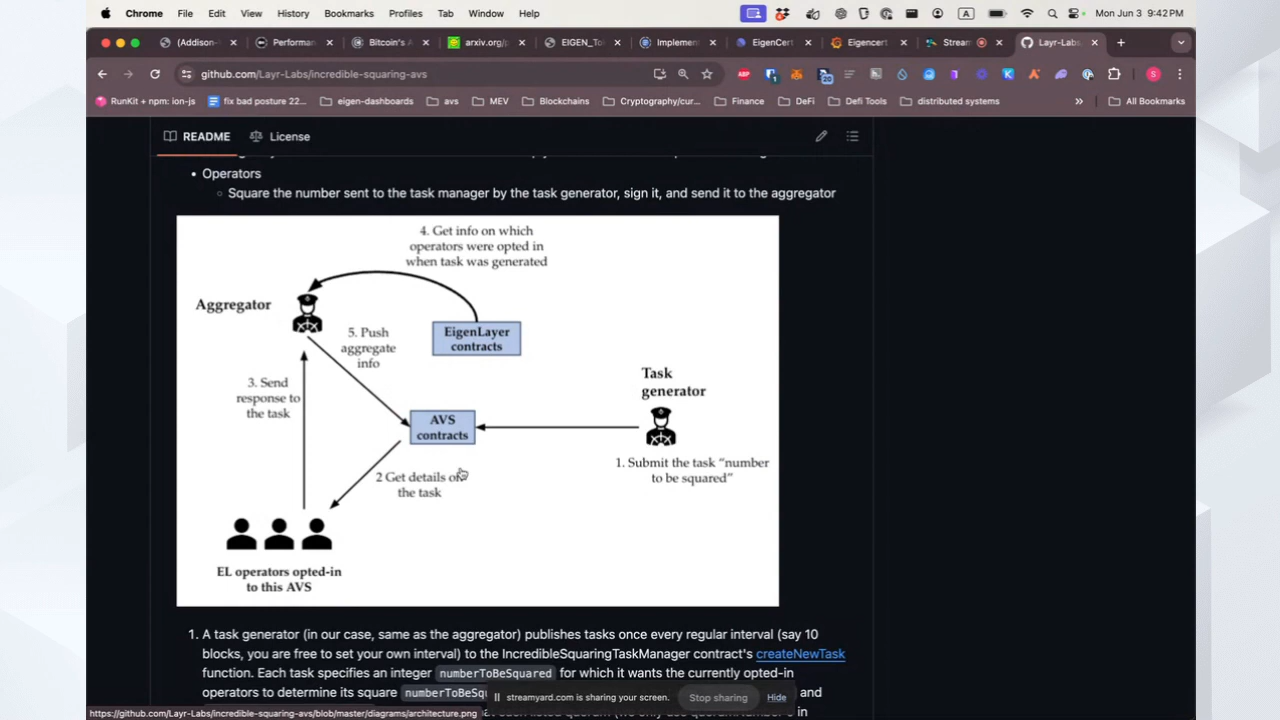 Chrome File Edit View History Bookmarks Profiles Tab Window Help A Mon Jun 3 9:42 PM
(Addison- Performan Bitcoin's arxiv.org/p EIGEN_To Implement EigenCert Eigencert Stream Layr-Labs
github.com/Layr-Labs/incredible-squaring-avs
RunKit + npm: ion-js fix bad posture 22... eigen-dashboards avs MEV Blockchains Cryptography/cur... Finance DeFi Defi Tools distributed systems » All Bookmarks
README License
• Operators
Square the number sent to the task manager by the task generator, sign it, and send it to the aggregator
4. Get info on which
operators were opted in
when task was generated
Aggregator
EigenLayer
contracts
5. Push
aggregate
info
3. Send
response to
the task
Task
generator
AVS
contracts
1. Submit the task “number
to be squared”
2 Get details of
the task
EL operators opted-in
to this AVS
1. A task generator (in our case, same as the aggregator) publishes tasks once every regular interval (say 10
blocks, you are free to set your own interval) to the IncredibleSquaringTaskManager contract's createNewTask
function. Each task specifies an integer numberToBeSquared for which it wants the currently opted-in
operators to determine its square numberToBeSq and
streamyard.com is sharing your screen. Stop sharing Hide
https://github.com/Layr-Labs/incredible-squaring-avs/blob/master/diagrams/architecture.png